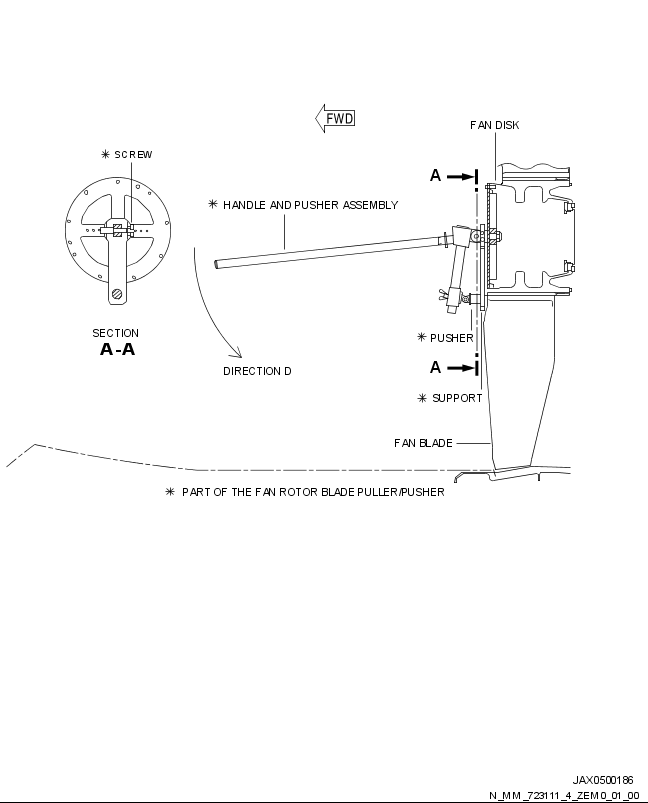 FWD
FAN DISK
✳ SCREW
A
✳ HANDLE AND PUSHER ASSEMBLY
SECTION
A-A
✳ PUSHER
A
DIRECTION D
✳ SUPPORT
FAN BLADE
✳ PART OF THE FAN ROTOR BLADE PULLER/PUSHER
JAX0500186
N_MM_723111_4_ZEM0_01_00